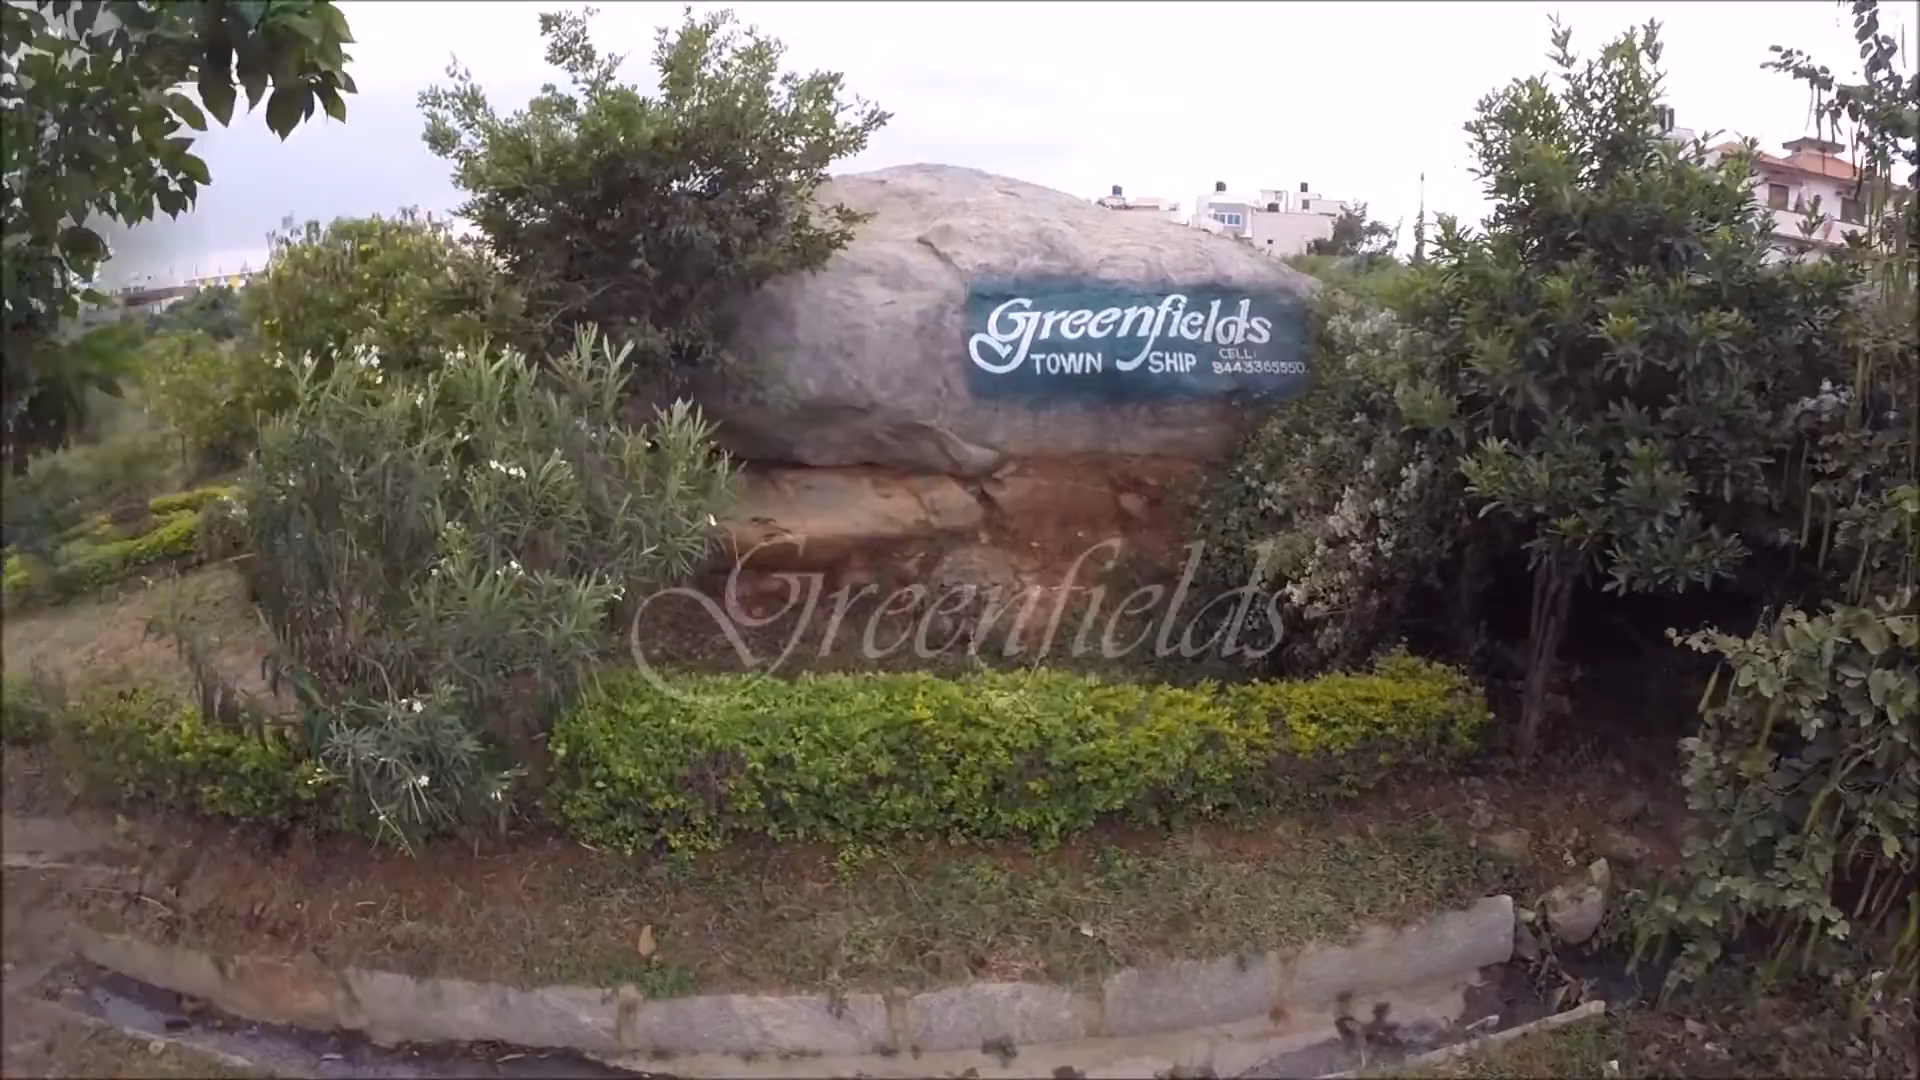 Greenfields
TOWN SHIP
CELL:
9443365550.
Greenfields